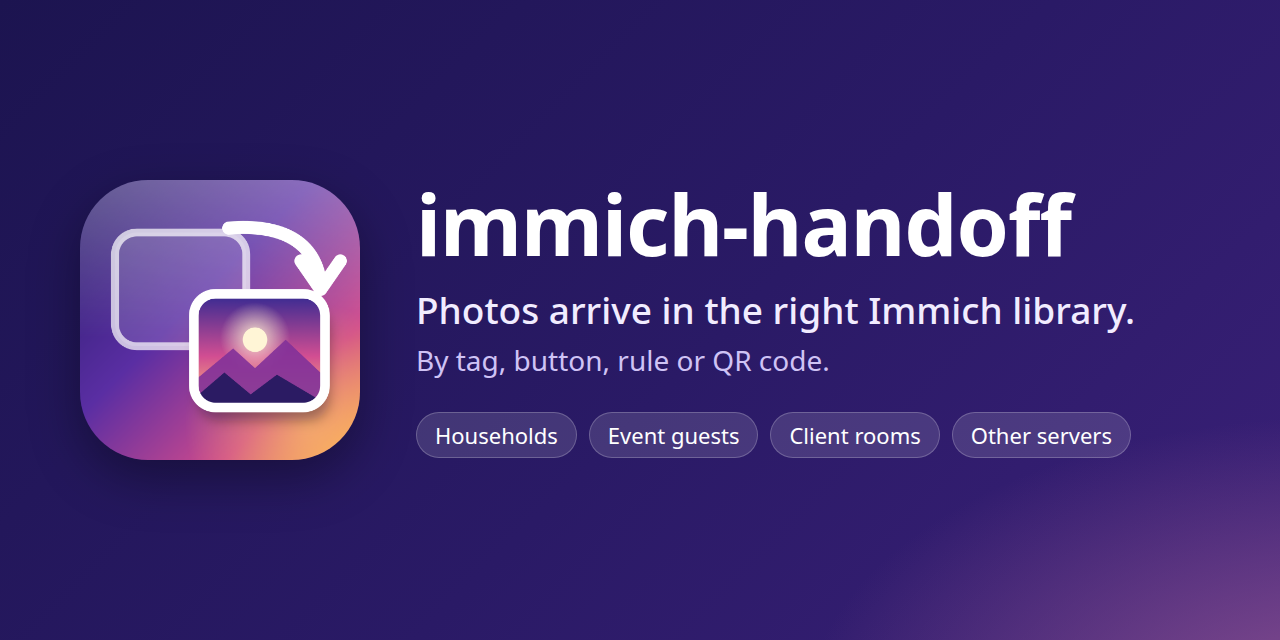 immich-handoff
Photos arrive in the right Immich library.
By tag, button, rule or QR code.
Households
Event guests
Client rooms
Other servers